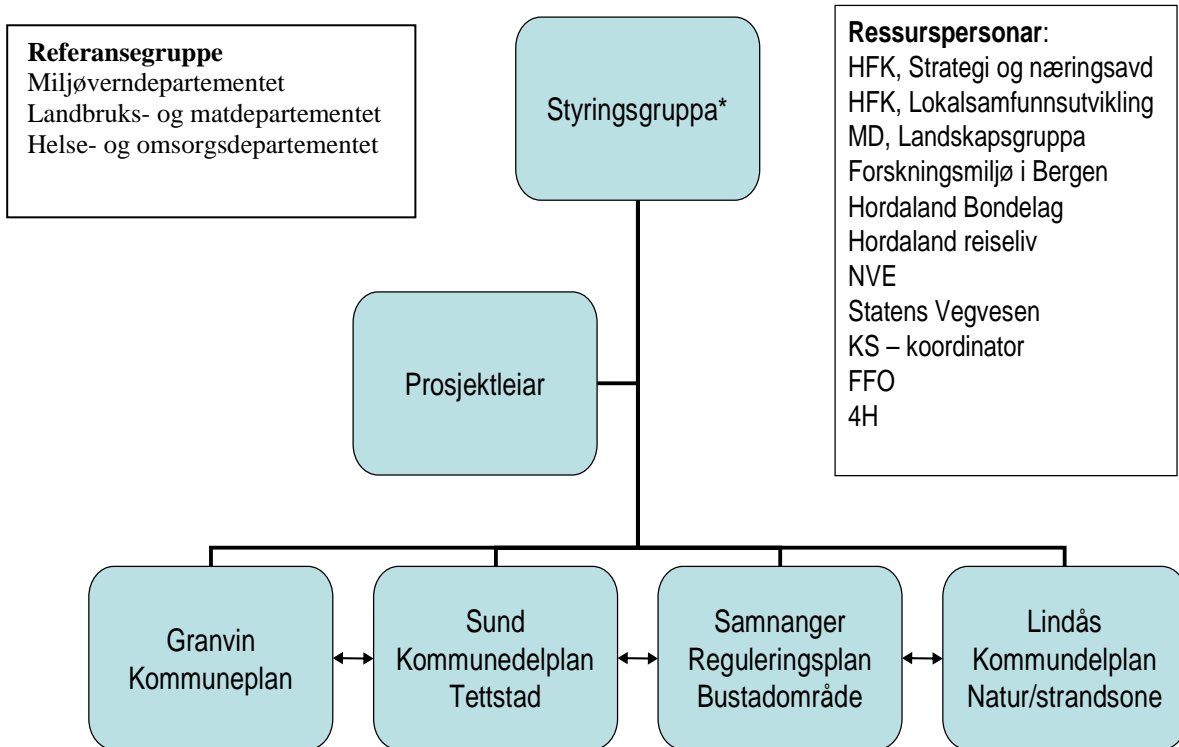 Referansegruppe
Miljøverndepartementet
Landbruks- og matdepartementet
Helse- og omsorgsdepartementet
Styringsgruppa*
Ressurspersonar:
HFK, Strategi og næringsavd
HFK, Lokalsamfunnsutvikling
MD, Landskapsgruppa
Forskningsmiljø i Bergen
Hordaland Bondelag
Hordaland reiseliv
NVE
Statens Vegvesen
KS – koordinator
FFO
4H
Prosjektleiar
Granvin
Kommuneplan
Sund
Kommunedelplan
Tettstad
Samnanger
Reguleringsplan
Bustadområde
Lindås
Kommundelplan
Natur/strandsone